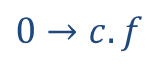 0 → c.f